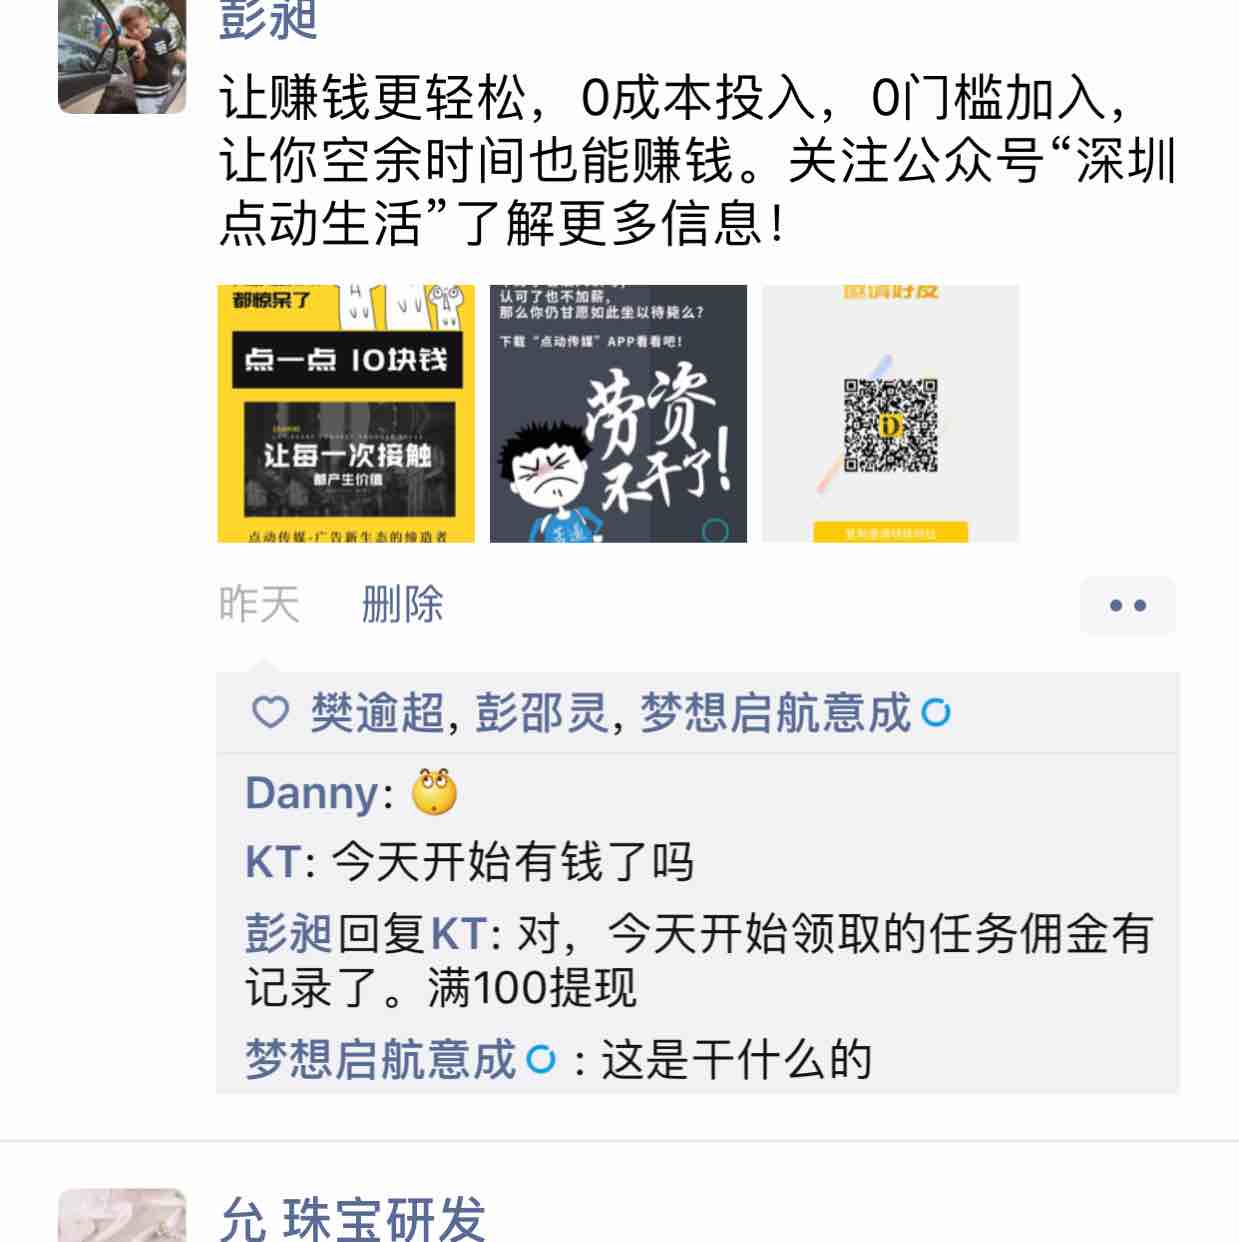 彭昶
让赚钱更轻松，0成本投入，0门槛加入，
让你空余时间也能赚钱。关注公众号“深圳
点动生活”了解更多信息！
都惊呆了
点一点 10块钱
让每一次接触
都产生价值
点动传媒-广告新生态的缔造者
认可了也不加薪，
那么你仍甘愿如此坐以待毙么？
下载“点动传媒”APP看看吧！
劳资
不干了！
邀请好友
D
昨天 删除
樊逾超, 彭邵灵, 梦想启航意成
Danny:
KT: 今天开始有钱了吗
彭昶回复KT: 对，今天开始领取的任务佣金有
记录了。满100提现
梦想启航意成 : 这是干什么的
允 珠宝研发